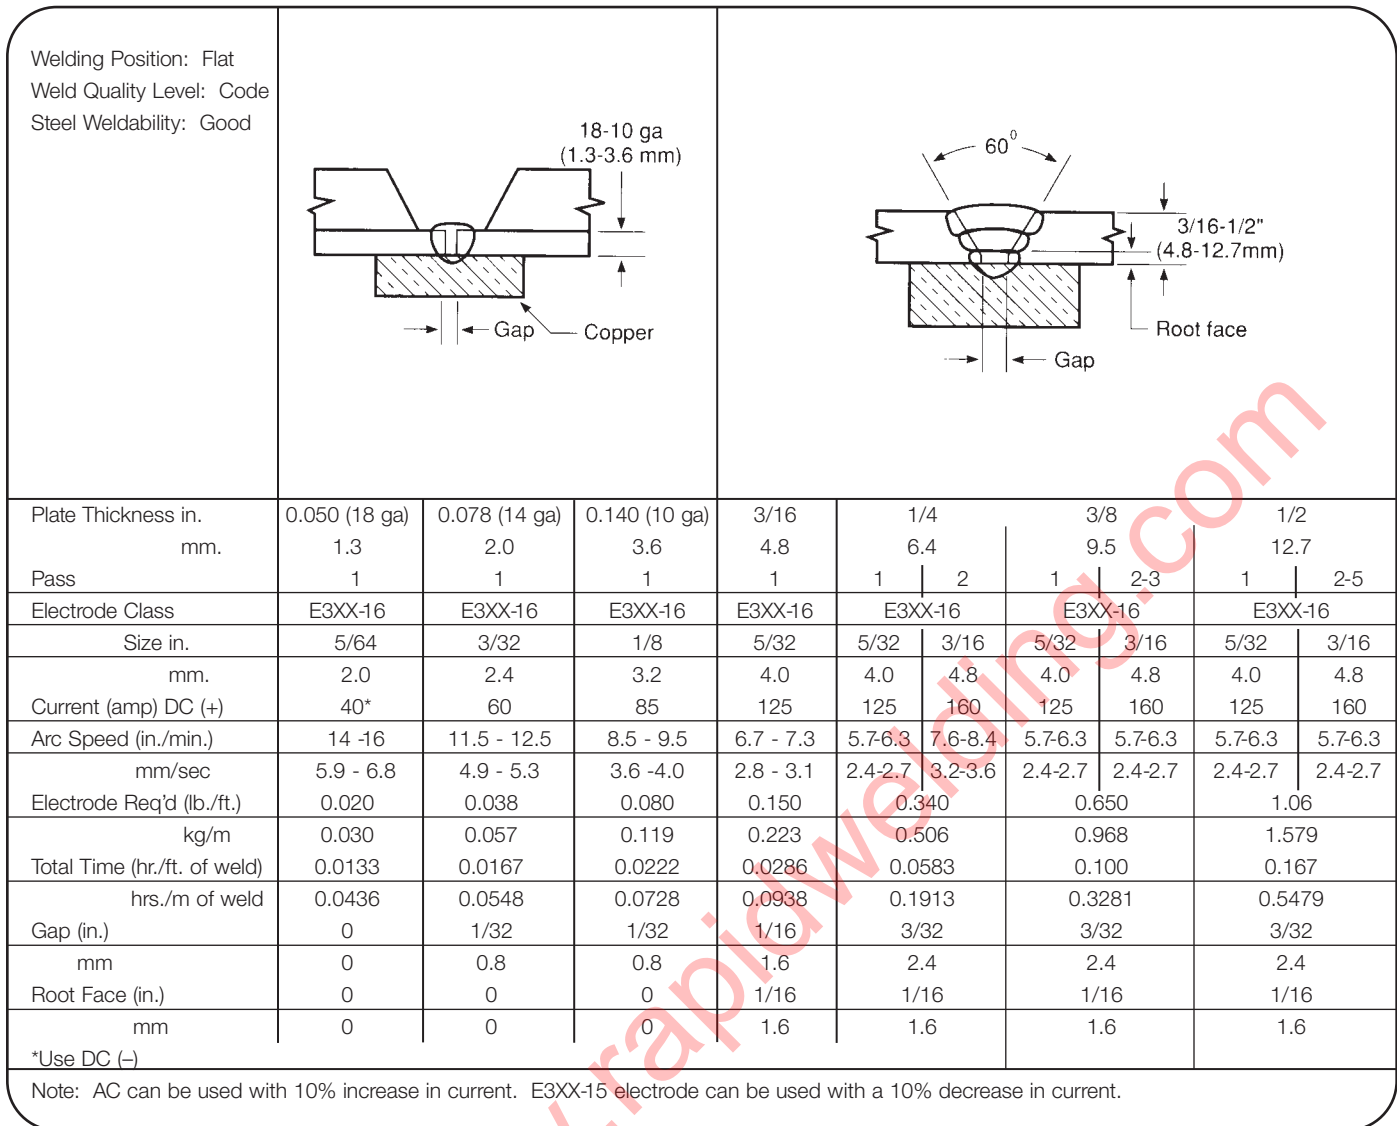 Welding Position: Flat
Weld Quality Level: Code
Steel Weldability: Good
18-10 ga
(1.3-3.6 mm)
Gap
Copper
60°
3/16-1/2"
(4.8-12.7mm)
Root face
Gap
Plate Thickness in. 0.050 (18 ga) 0.078 (14 ga) 0.140 (10 ga) 3/16 1/4 3/8 1/2
mm. 1.3 2.0 3.6 4.8 6.4 9.5 12.7
Pass 1 1 1 1 1 2 1 2-3 1 2-5
Electrode Class E3XX-16 E3XX-16 E3XX-16 E3XX-16 E3XX-16 E3XX-16 E3XX-16
Size in. 5/64 3/32 1/8 5/32 5/32 3/16 5/32 3/16 5/32 3/16
mm. 2.0 2.4 3.2 4.0 4.0 4.8 4.0 4.8 4.0 4.8
Current (amp) DC (+) 40* 60 85 125 125 160 125 160 125 160
Arc Speed (in./min.) 14 -16 11.5 - 12.5 8.5 - 9.5 6.7 - 7.3 5.7-6.3 7.6-8.4 5.7-6.3 5.7-6.3 5.7-6.3 5.7-6.3
mm/sec 5.9 - 6.8 4.9 - 5.3 3.6 -4.0 2.8 - 3.1 2.4-2.7 3.2-3.6 2.4-2.7 2.4-2.7 2.4-2.7 2.4-2.7
Electrode Req'd (lb./ft.) 0.020 0.038 0.080 0.150 0.340 0.650 1.06
kg/m 0.030 0.057 0.119 0.223 0.506 0.968 1.579
Total Time (hr./ft. of weld) 0.0133 0.0167 0.0222 0.0286 0.0583 0.100 0.167
hrs./m of weld 0.0436 0.0548 0.0728 0.0938 0.1913 0.3281 0.5479
Gap (in.) 0 1/32 1/32 1/16 3/32 3/32 3/32
mm 0 0.8 0.8 1.6 2.4 2.4 2.4
Root Face (in.) 0 0 0 1/16 1/16 1/16 1/16
mm 0 0 0 1.6 1.6 1.6 1.6
*Use DC (–)
Note: AC can be used with 10% increase in current. E3XX-15 electrode can be used with a 10% decrease in current.
.rapidwelding.com